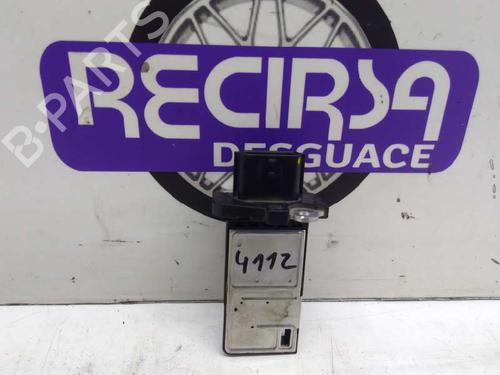 RECIRSA
DESGUACE
B-PARTS
4112